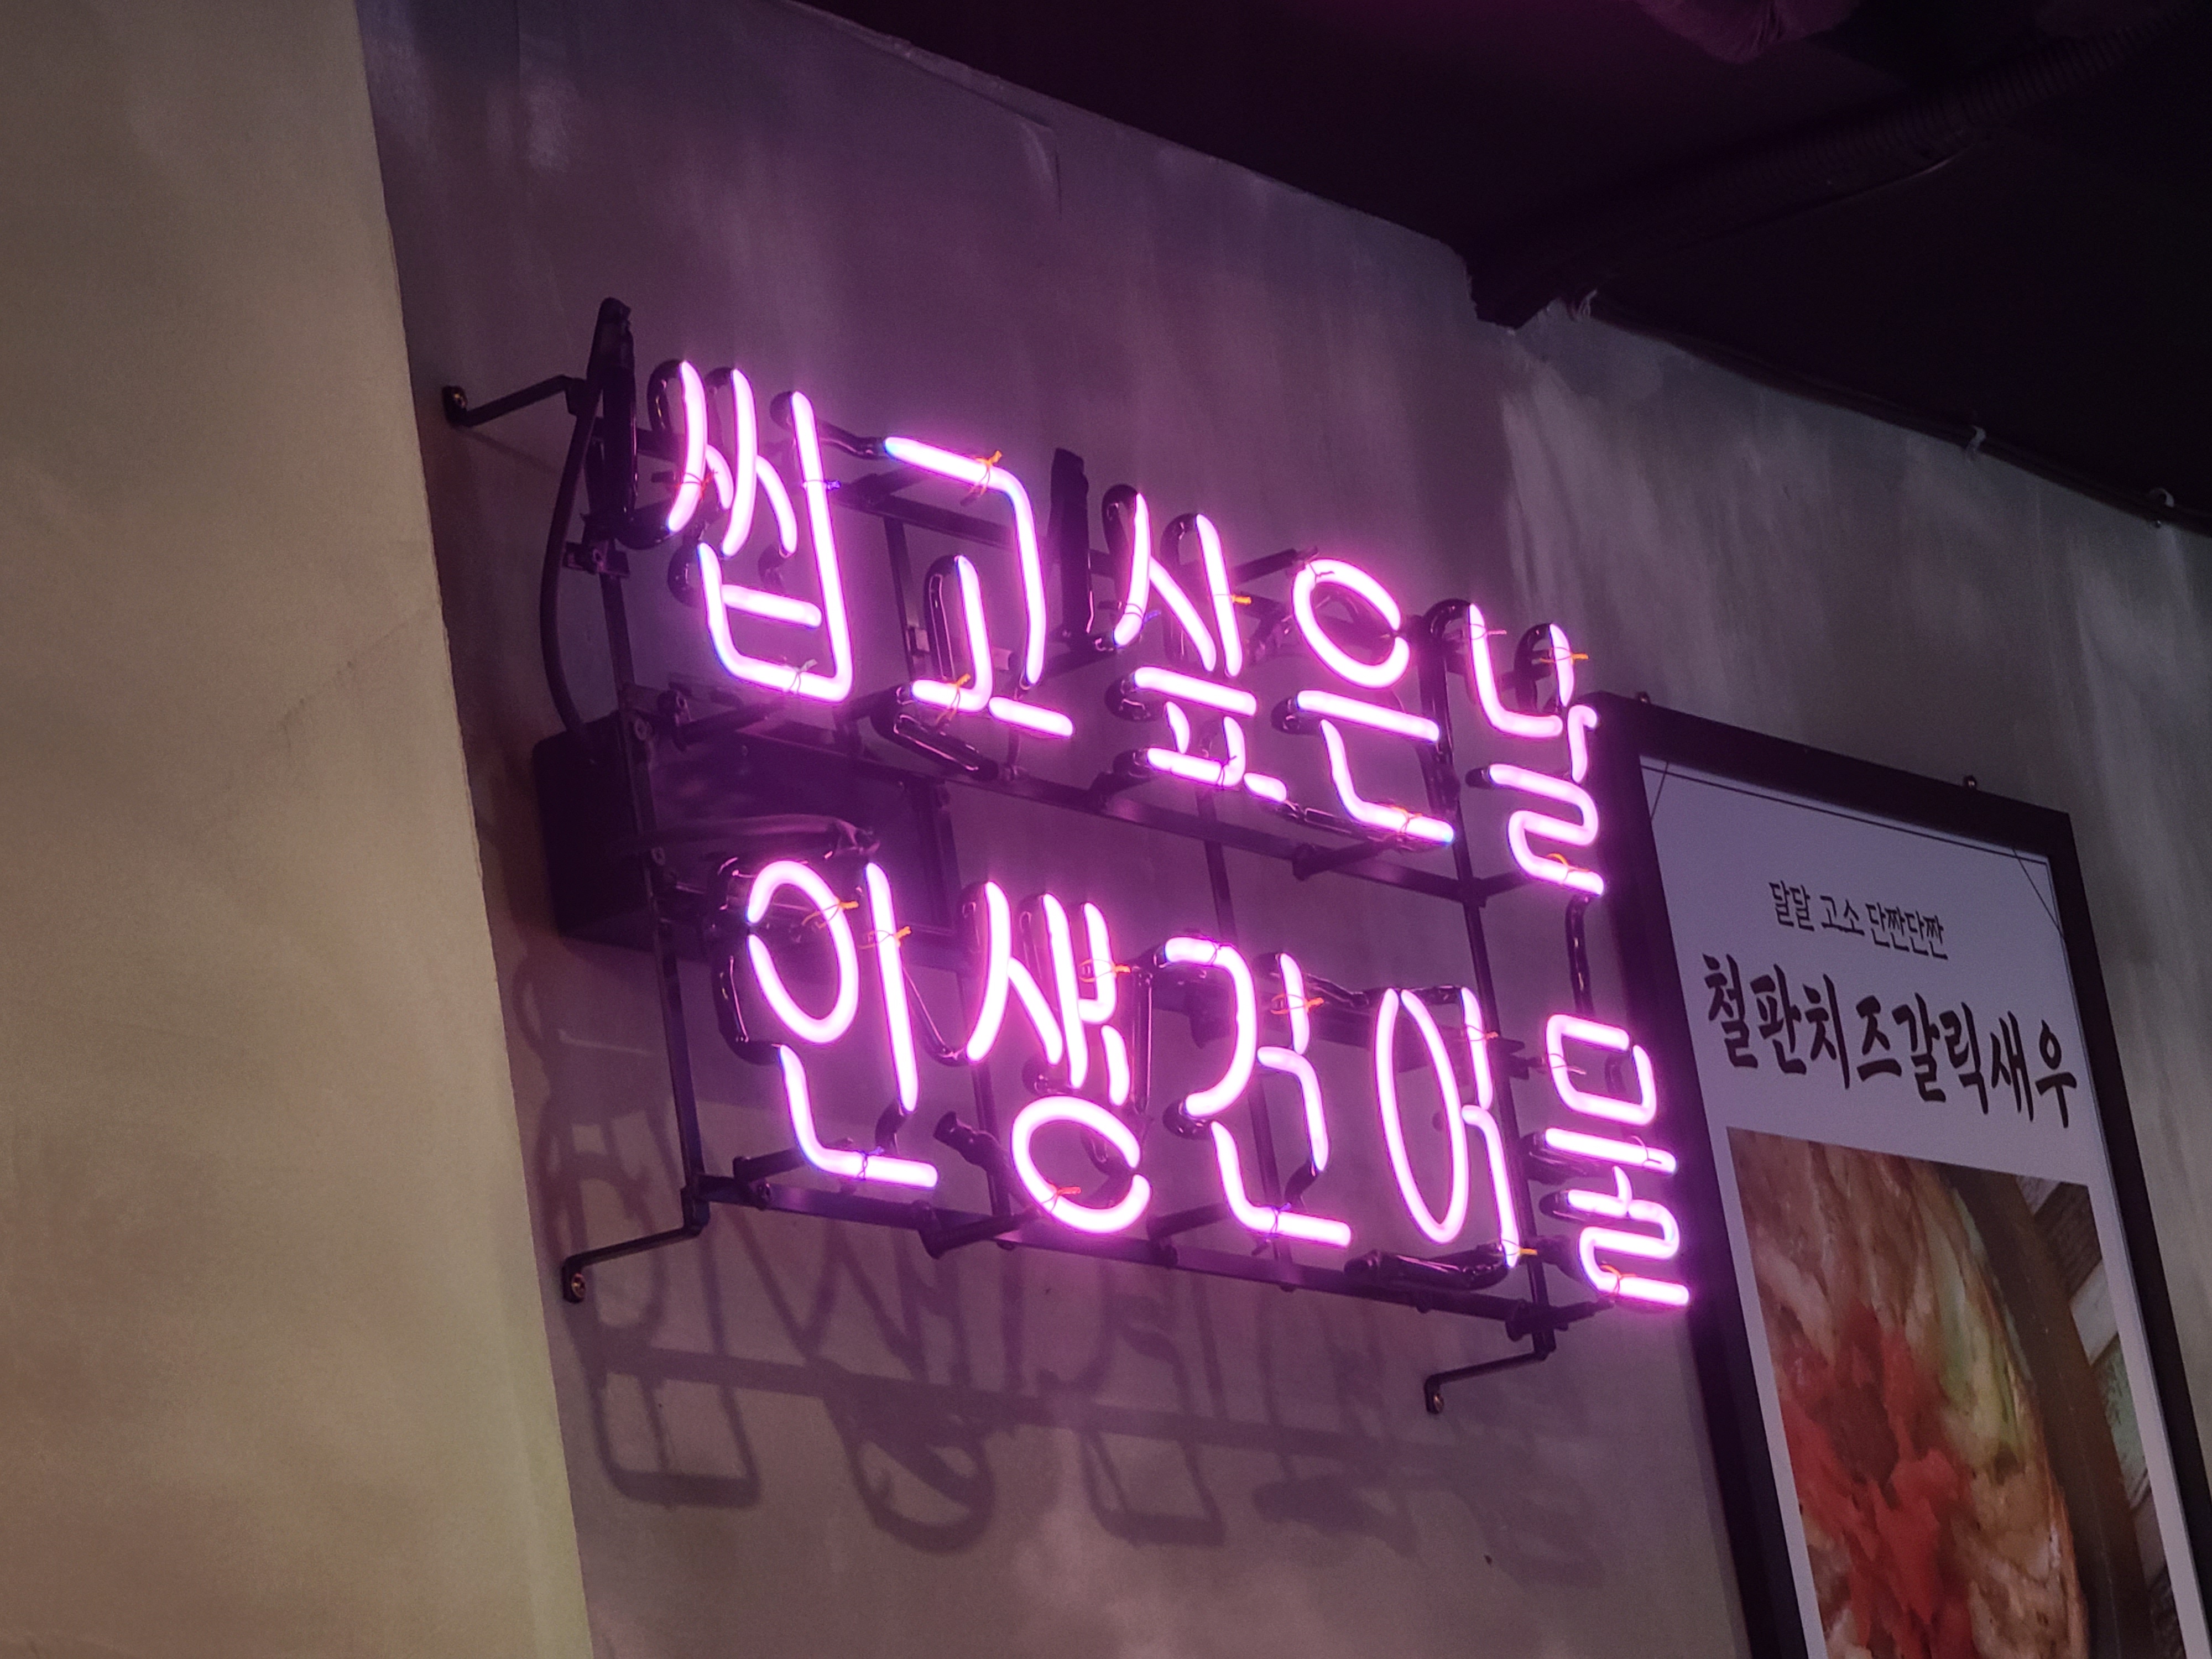 씹고 싶은 날
인생건어물
달달 고소 단짠단짠
철판치즈갈릭새우